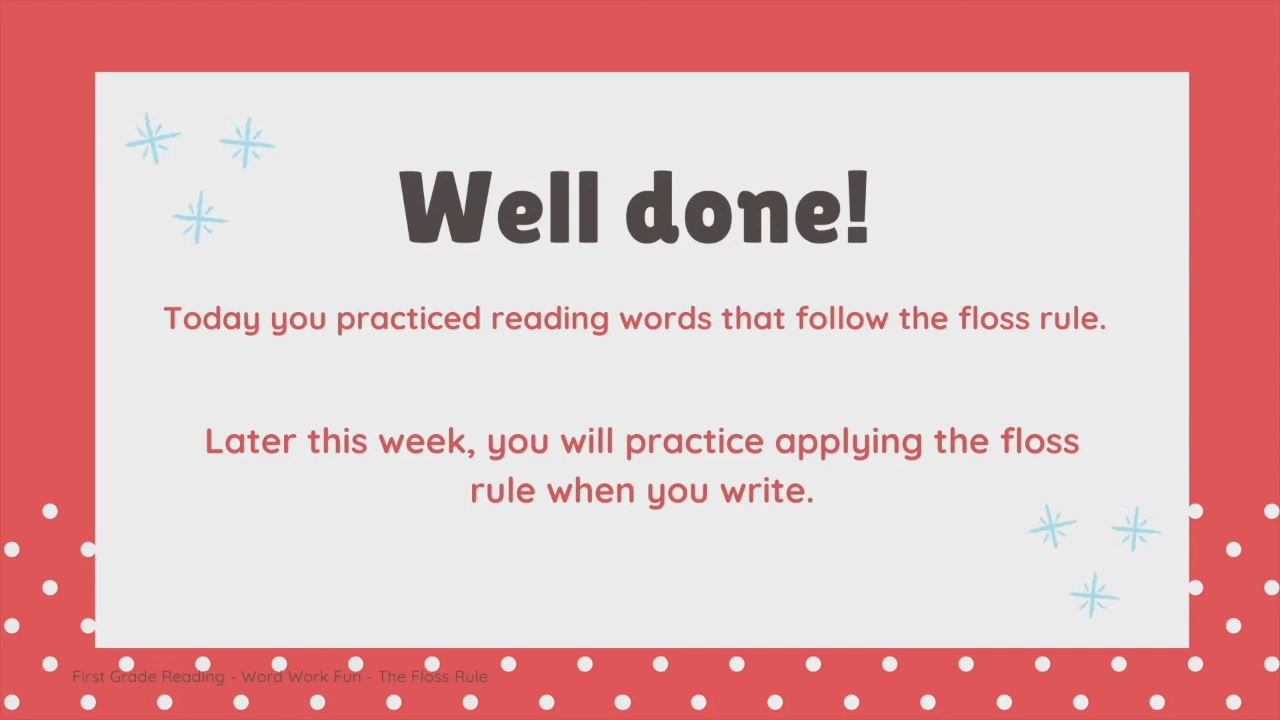 Well done!
Today you practiced reading words that follow the floss rule.
Later this week, you will practice applying the floss
rule when you write.
First Grade Reading - Word Work Fun - The Floss Rule